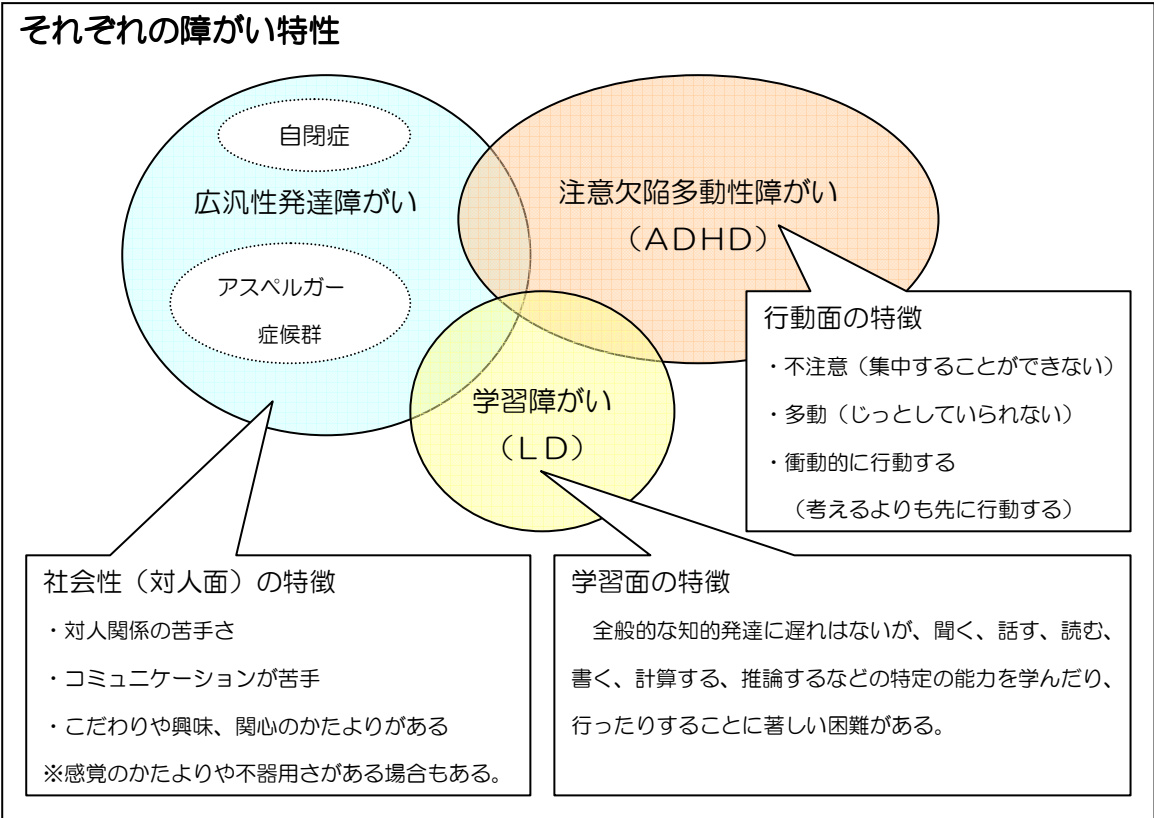 それぞれの障がい特性
自閉症
広汎性発達障がい
アスペルガー
症候群
注意欠陥多動性障がい
（ＡＤＨＤ）
学習障がい
（ＬＤ）
行動面の特徴
・不注意（集中することができない）
・多動（じっとしていられない）
・衝動的に行動する
（考えるよりも先に行動する）
社会性（対人面）の特徴
・対人関係の苦手さ
・コミュニケーションが苦手
・こだわりや興味、関心のかたよりがある
※感覚のかたよりや不器用さがある場合もある。
学習面の特徴
全般的な知的発達に遅れはないが、聞く、話す、読む、
書く、計算する、推論するなどの特定の能力を学んだり、
行ったりすることに著しい困難がある。